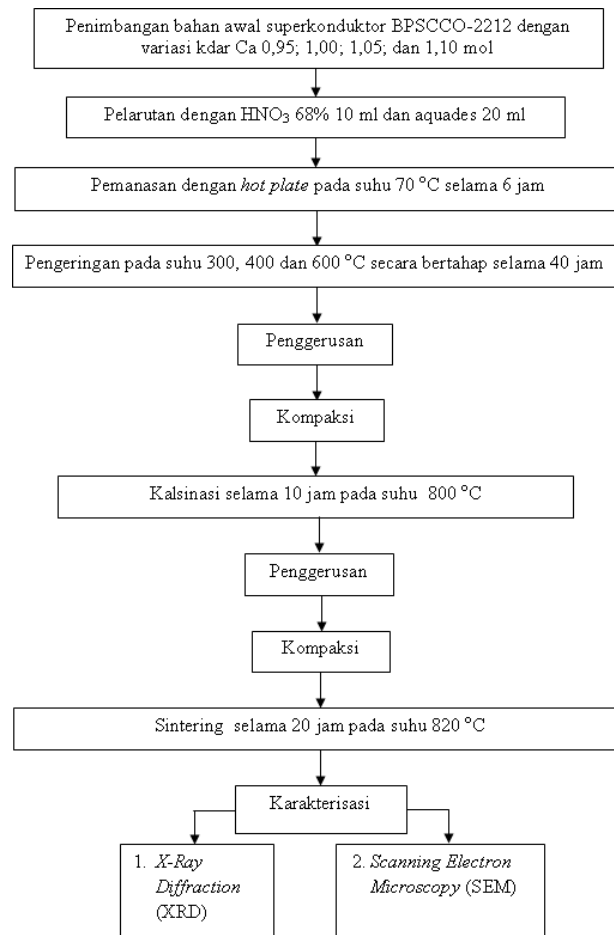 Penimbangan bahan awal superkonduktor BPSCCO-2212 dengan
variasi kdar Ca 0,95; 1,00; 1,05; dan 1,10 mol
Pelarutan dengan HNO₃ 68% 10 ml dan aquades 20 ml
Pemanasan dengan hot plate pada suhu 70 °C selama 6 jam
Pengeringan pada suhu 300, 400 dan 600 °C secara bertahap selama 40 jam
Penggerusan
Kompaksi
Kalsinasi selama 10 jam pada suhu 800 °C
Penggerusan
Kompaksi
Sintering selama 20 jam pada suhu 820 °C
Karakterisasi
1. X-Ray
Diffraction
(XRD)
2. Scanning Electron
Microscopy (SEM)